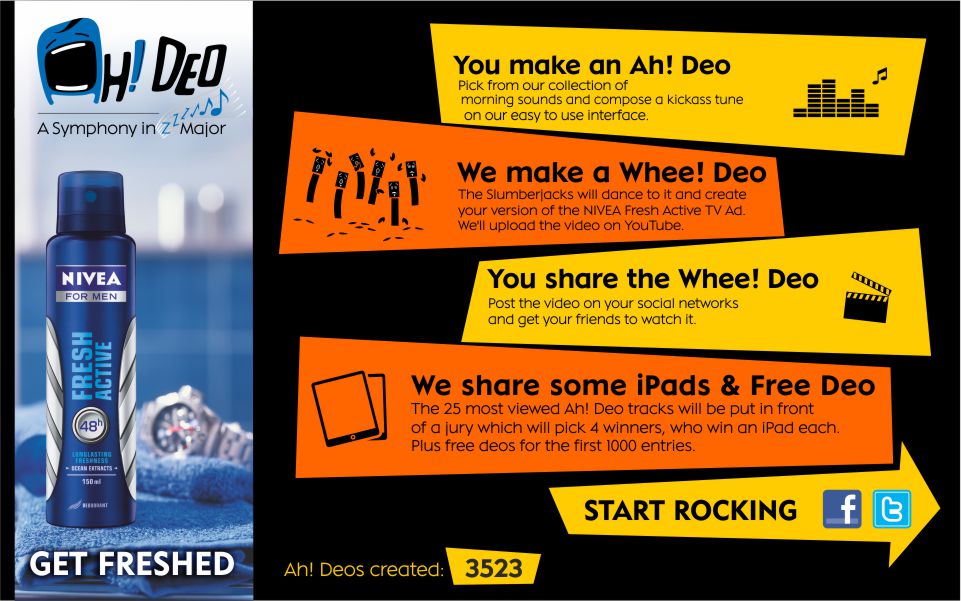 Ah! DEO
A Symphony in ZZZZ Major
NIVEA
FOR MEN
FRESH
ACTIVE
48h
LONGLASTING
FRESHNESS
OCEAN EXTRACTS
150 ml
DEODORANT
GET FRESHED
You make an Ah! Deo
Pick from our collection of
morning sounds and compose a kickass tune
on our easy to use interface.
We make a Whee! Deo
The Slumberjacks will dance to it and create
your version of the NIVEA Fresh Active TV Ad.
We'll upload the video on YouTube.
You share the Whee! Deo
Post the video on your social networks
and get your friends to watch it.
We share some iPads & Free Deo
The 25 most viewed Ah! Deo tracks will be put in front
of a jury which will pick 4 winners, who win an iPad each.
Plus free deos for the first 1000 entries.
START ROCKING f t
Ah! Deos created: 3523